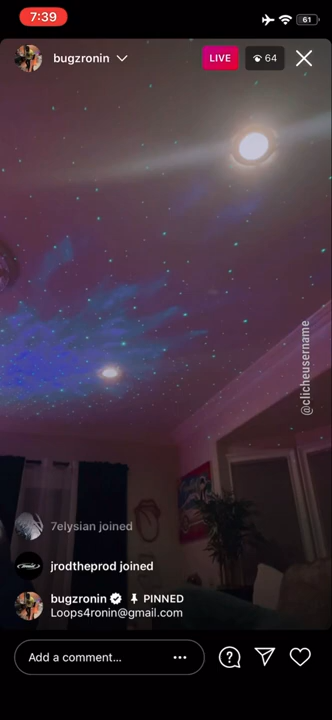 7:39
61
bugzronin
LIVE
64
@clicheusername
7elysian joined
jrodtheprod joined
bugzronin PINNED
Loops4ronin@gmail.com
Add a comment...